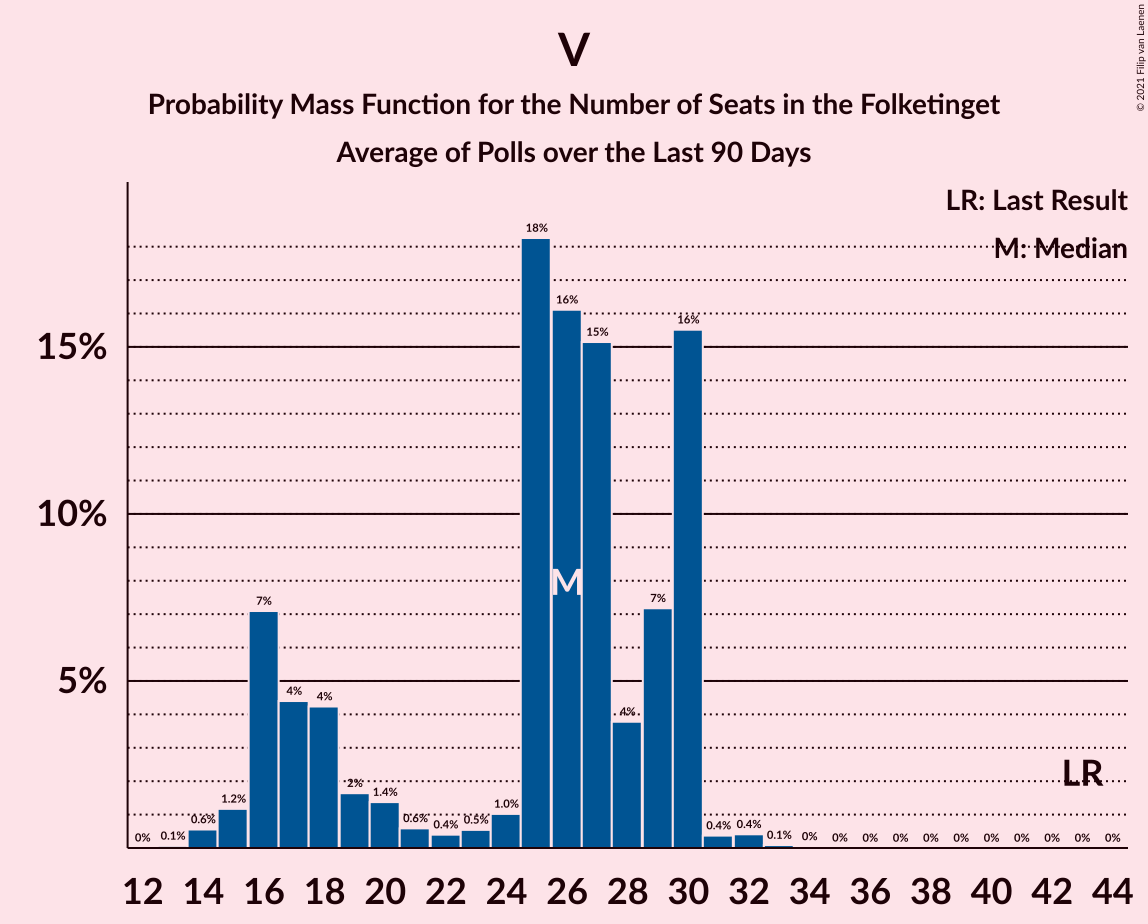 V
Probability Mass Function for the Number of Seats in the Folketinget
Average of Polls over the Last 90 Days
© 2021 Filip van Laenen
LR: Last Result
M: Median
15%
10%
5%
0% 0.1% 0.6% 1.2% 7% 4% 4% 2% 1.4% 0.6% 0.4% 0.5% 1.0% 18% 16% 15% 4% 7% 16% 0.4% 0.4% 0.1% 0% 0% 0% 0% 0% 0% 0% 0% 0% 0% 0%
M
LR
12 14 16 18 20 22 24 26 28 30 32 34 36 38 40 42 44